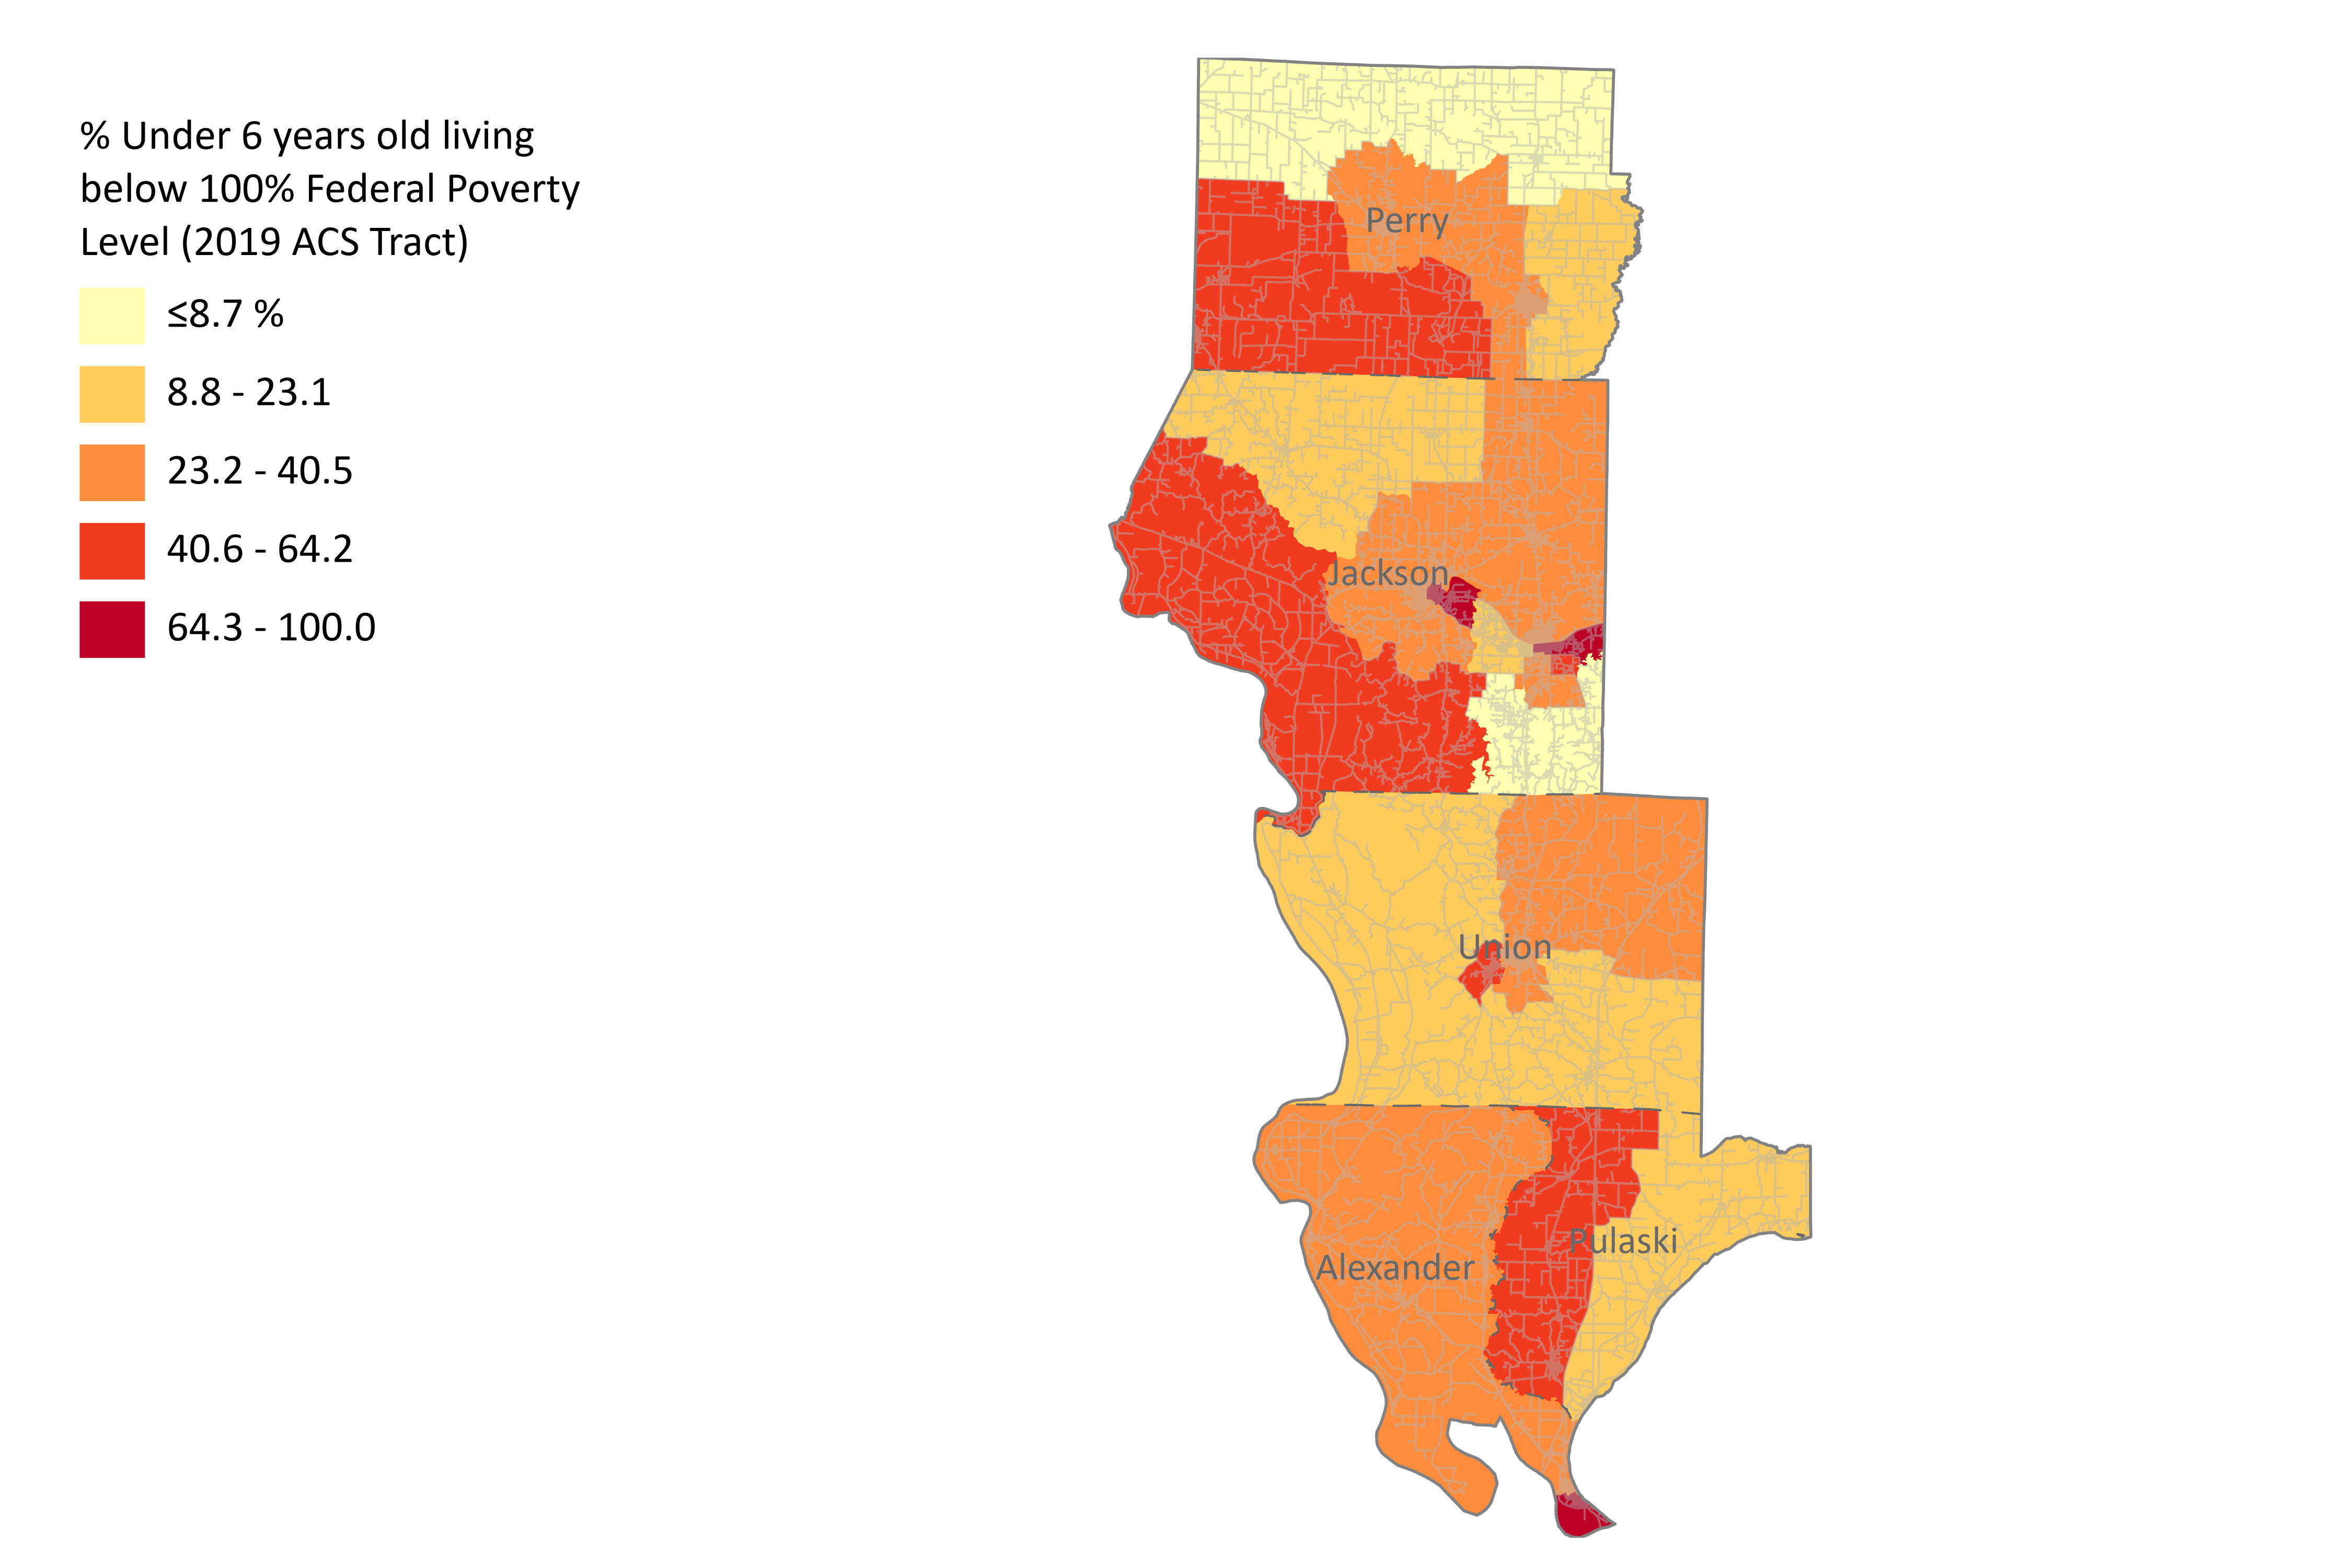 % Under 6 years old living
below 100% Federal Poverty
Level (2019 ACS Tract)
≤8.7 %
8.8 - 23.1
23.2 - 40.5
40.6 - 64.2
64.3 - 100.0
Perry
Jackson
Union
Pulaski
Alexander